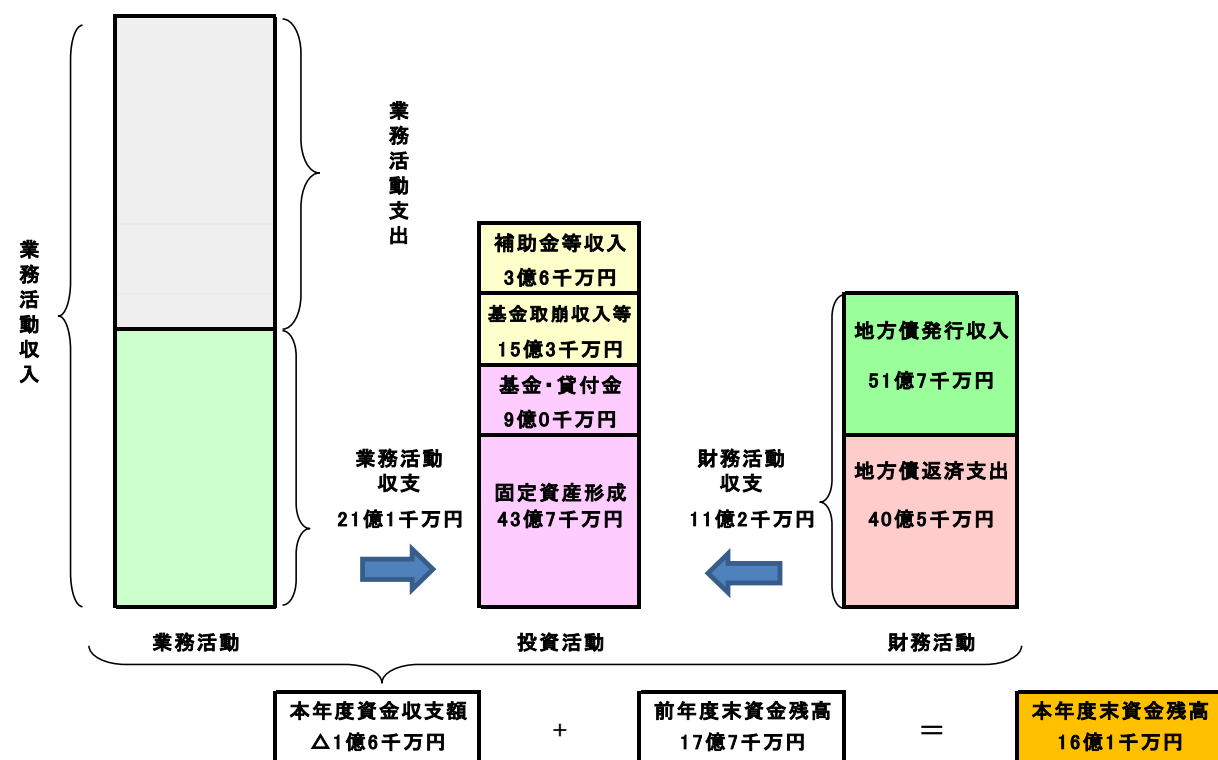 業務活動収入
業務活動支出
業務活動
収支
21億1千万円
補助金等収入
3億6千万円
基金取崩収入等
15億3千万円
基金・貸付金
9億0千万円
固定資産形成
43億7千万円
財務活動
収支
11億2千万円
地方債発行収入
51億7千万円
地方債返済支出
40億5千万円
業務活動
投資活動
財務活動
本年度資金収支額
△1億6千万円
+
前年度末資金残高
17億7千万円
＝
本年度末資金残高
16億1千万円